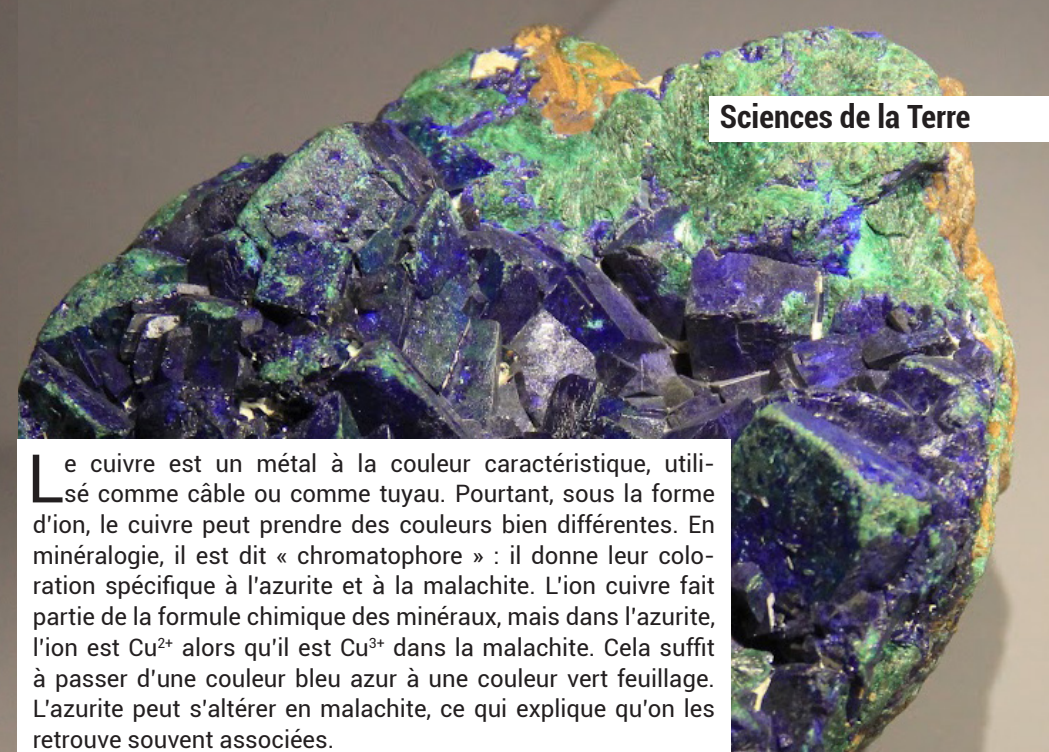 Sciences de la Terre
Le cuivre est un métal à la couleur caractéristique, utili-
sé comme câble ou comme tuyau. Pourtant, sous la forme
d'ion, le cuivre peut prendre des couleurs bien différentes. En
minéralogie, il est dit « chromatophore » : il donne leur colo-
ration spécifique à l'azurite et à la malachite. L'ion cuivre fait
partie de la formule chimique des minéraux, mais dans l'azurite,
l'ion est Cu²⁺ alors qu'il est Cu³⁺ dans la malachite. Cela suffit
à passer d'une couleur bleu azur à une couleur vert feuillage.
L'azurite peut s'altérer en malachite, ce qui explique qu'on les
retrouve souvent associées.